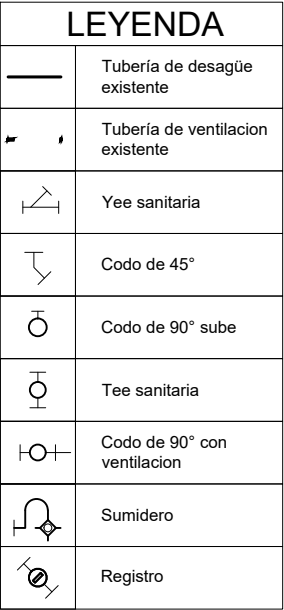 LEYENDA
Tubería de desagüe
existente
Tubería de ventilacion
existente
Yee sanitaria
Codo de 45°
Codo de 90° sube
Tee sanitaria
Codo de 90° con
ventilacion
Sumidero
Registro